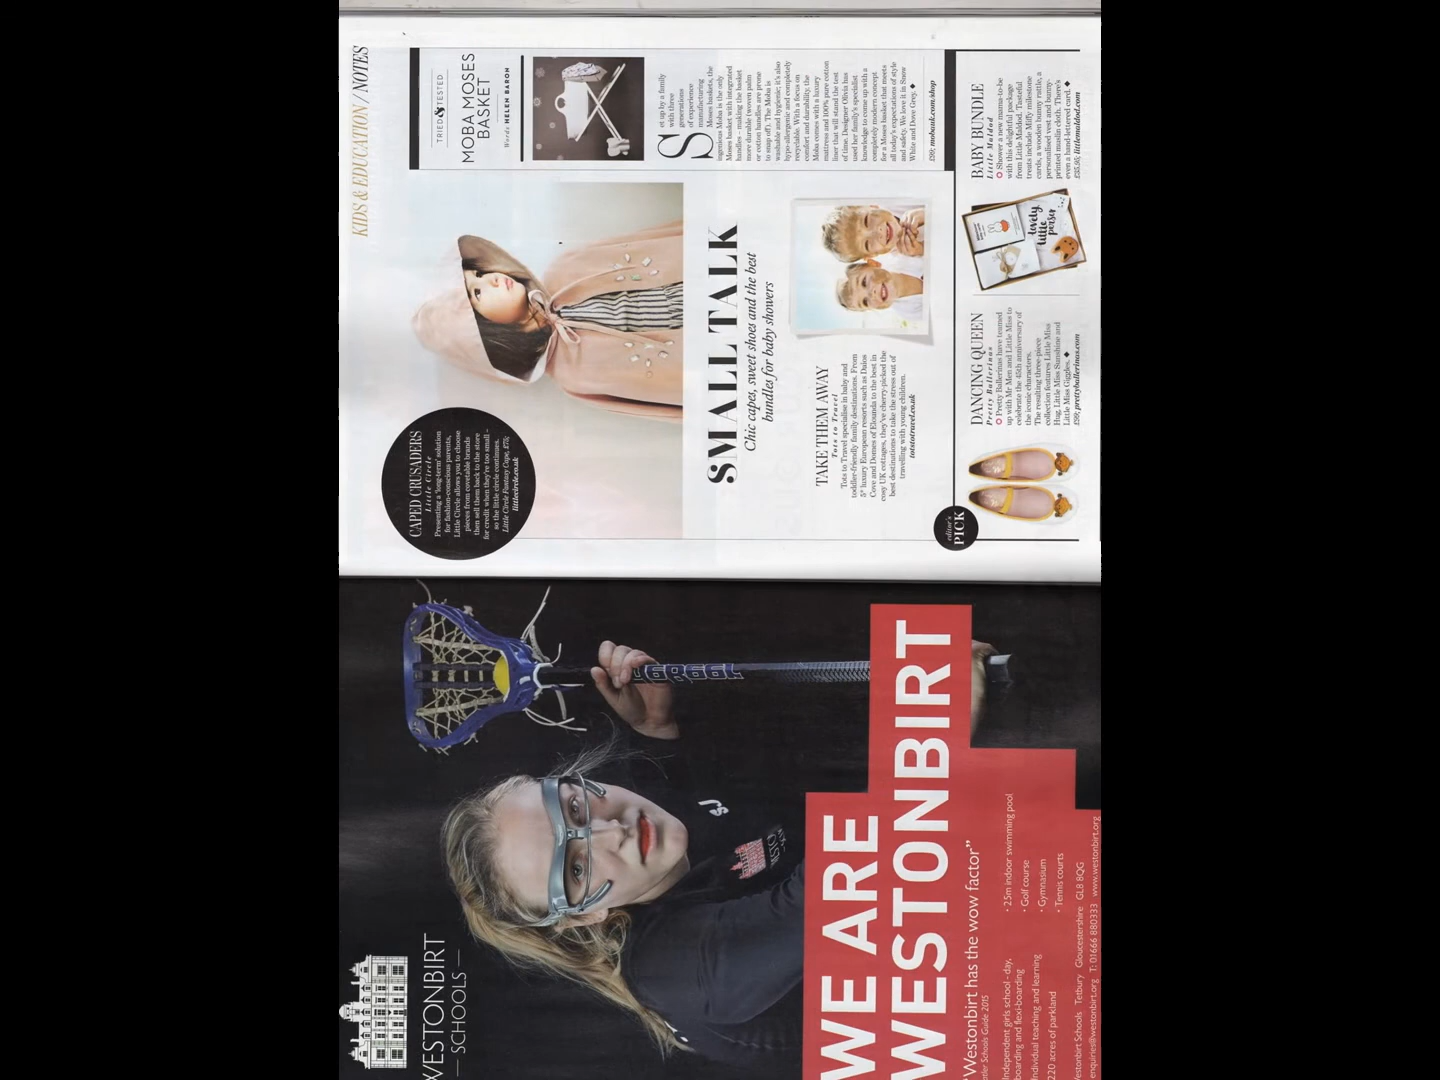 WESTONBIRT
— SCHOOLS —
WE ARE
WESTONBIRT
"Westonbirt has the wow factor"
Schools Guide 2015
Independent girls school - day,
boarding and flexi-boarding
Individual teaching and learning
220 acres of parkland
• 25m indoor swimming pool
• Golf course
• Gymnasium
• Tennis courts
Westonbirt Schools Tetbury Gloucestershire GL8 8QG
enquiries@westonbirt.org T: 01666 880333 www.westonbirt.org
KIDS & EDUCATION / NOTES
CAPED CRUSADERS
Little Circle
Presenting a 'long-term' solution
for fashion-conscious parents,
Little Circle allows you to choose
pieces from covetable brands
then sell them back to the store
for credit when they're too small –
so the little circle continues.
Little Circle Fantasy Cape, £78;
littlecircle.co.uk
SMALL TALK
Chic capes, sweet shoes and the best
bundles for baby showers
TAKE THEM AWAY
Tots to Travel
Tots to Travel specialise in baby and
toddler-friendly family destinations. From
5* luxury European resorts such as Daios
Cove and Domes of Elounda to the best in
cosy UK cottages, they've cherry-picked the
best destinations to take the stress out of
travelling with young children.
totstotravel.co.uk
TRIED & TESTED
MOBA MOSES
BASKET
Words HELEN BARON
Set up by a family
with three
generations
of experience
manufacturing
Moses baskets, the
ingenious Moba is the only
Moses basket with integrated
handles – making the basket
more durable (woven palm
or cotton handles are prone
to snap off). The Moba is
washable and hygienic; it's also
hypo-allergenic and completely
recyclable. With a focus on
comfort and durability, the
Moba comes with a luxury
mattress and 100% pure cotton
liner that will stand the test
of time. Designer Olivia has
used her family's specialist
knowledge to come up with a
completely modern concept
for a Moses basket that meets
all today's expectations of style
and safety. We love it in Snow
White and Dove Grey. ◆
£99; mobauk.com/shop
editor's
PICK
DANCING QUEEN
Pretty Ballerinas
Pretty Ballerinas have teamed
up with Mr Men and Little Miss to
celebrate the 45th anniversary of
the iconic characters.
The resulting three-piece
collection features Little Miss
Hug, Little Miss Sunshine and
Little Miss Giggles. ◆
£99; prettyballerinas.com
lovely
little
person
BABY BUNDLE
Little Maldod
Shower a new mama-to-be
with this delightful package
from Little Maldod. Tasteful
treats include Miffy milestone
cards, a wooden bunny rattle, a
personalised vest and bunny-
printed muslin cloth. There's
even a hand-lettered card. ◆
£35.95; littlemaldod.com